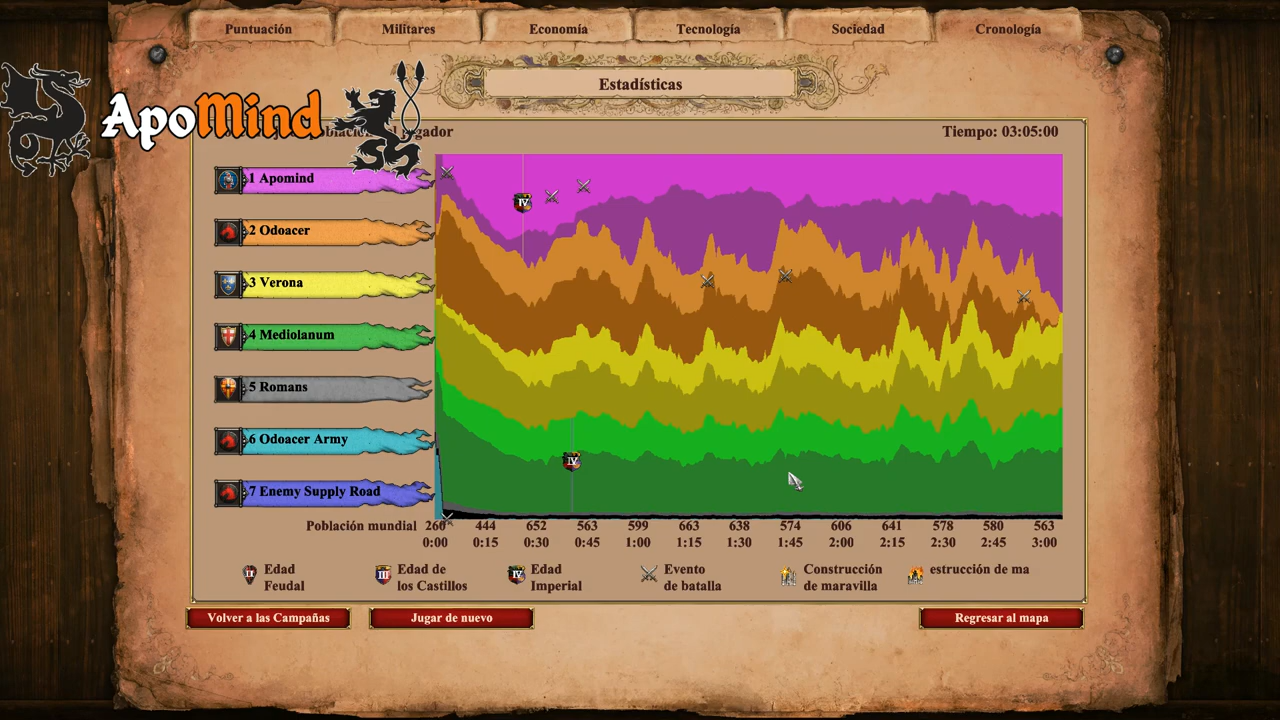 Puntuación
Militares
Economía
Tecnología
Sociedad
Cronología
Estadísticas
ApoMind
Tiempo: 03:05:00
1 Apomind
2 Odoacer
3 Verona
4 Mediolanum
5 Romans
6 Odoacer Army
7 Enemy Supply Road
Población mundial 260 444 652 563 599 663 638 574 606 641 578 580 563
0:00 0:15 0:30 0:45 1:00 1:15 1:30 1:45 2:00 2:15 2:30 2:45 3:00
II
Edad
Feudal
III
Edad de
los Castillos
IV
Edad
Imperial
Evento
de batalla
Construcción
de maravilla
estrucción de ma
Volver a las Campañas
Jugar de nuevo
Regresar al mapa